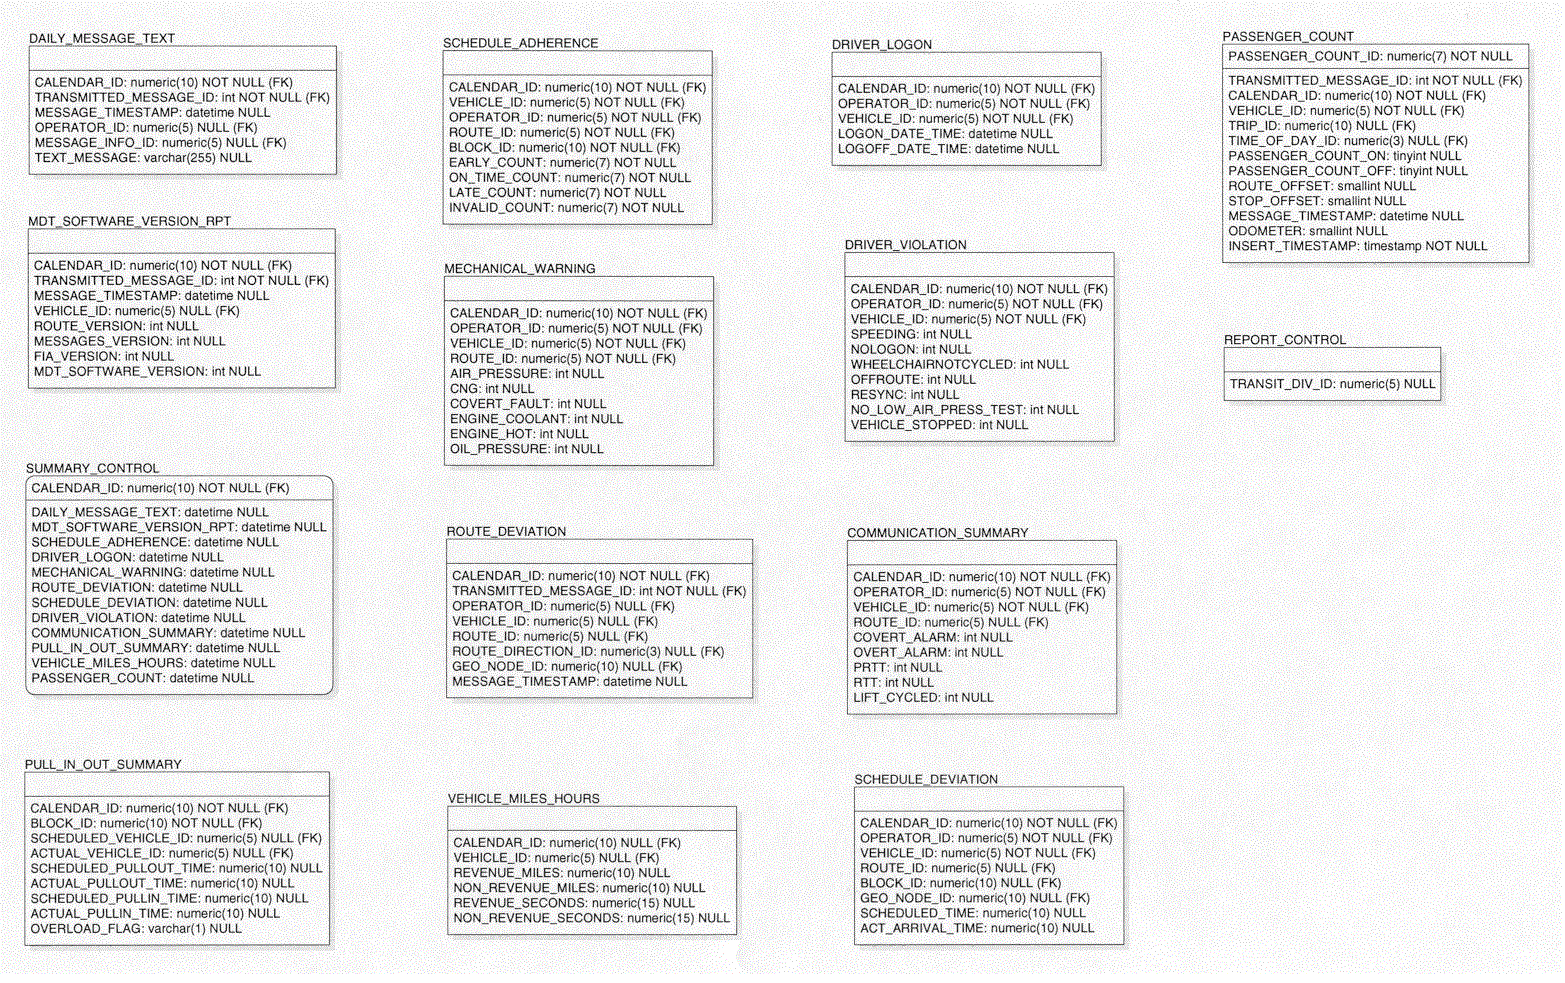 DAILY_MESSAGE_TEXT
CALENDAR_ID: numeric(10) NOT NULL (FK)
TRANSMITTED_MESSAGE_ID: int NOT NULL (FK)
MESSAGE_TIMESTAMP: datetime NULL
OPERATOR_ID: numeric(5) NULL (FK)
MESSAGE_INFO_ID: numeric(5) NULL (FK)
TEXT_MESSAGE: varchar(255) NULL
MDT_SOFTWARE_VERSION_RPT
CALENDAR_ID: numeric(10) NOT NULL (FK)
TRANSMITTED_MESSAGE_ID: int NOT NULL (FK)
MESSAGE_TIMESTAMP: datetime NULL
VEHICLE_ID: numeric(5) NULL (FK)
ROUTE_VERSION: int NULL
MESSAGES_VERSION: int NULL
FIA_VERSION: int NULL
MDT_SOFTWARE_VERSION: int NULL
SUMMARY_CONTROL
CALENDAR_ID: numeric(10) NOT NULL (FK)
DAILY_MESSAGE_TEXT: datetime NULL
MDT_SOFTWARE_VERSION_RPT: datetime NULL
SCHEDULE_ADHERENCE: datetime NULL
DRIVER_LOGON: datetime NULL
MECHANICAL_WARNING: datetime NULL
ROUTE_DEVIATION: datetime NULL
SCHEDULE_DEVIATION: datetime NULL
DRIVER_VIOLATION: datetime NULL
COMMUNICATION_SUMMARY: datetime NULL
PULL_IN_OUT_SUMMARY: datetime NULL
VEHICLE_MILES_HOURS: datetime NULL
PASSENGER_COUNT: datetime NULL
PULL_IN_OUT_SUMMARY
CALENDAR_ID: numeric(10) NOT NULL (FK)
BLOCK_ID: numeric(10) NOT NULL (FK)
SCHEDULED_VEHICLE_ID: numeric(5) NULL (FK)
ACTUAL_VEHICLE_ID: numeric(5) NULL (FK)
SCHEDULED_PULLOUT_TIME: numeric(10) NULL
ACTUAL_PULLOUT_TIME: numeric(10) NULL
SCHEDULED_PULLIN_TIME: numeric(10) NULL
ACTUAL_PULLIN_TIME: numeric(10) NULL
OVERLOAD_FLAG: varchar(1) NULL
SCHEDULE_ADHERENCE
CALENDAR_ID: numeric(10) NOT NULL (FK)
VEHICLE_ID: numeric(5) NOT NULL (FK)
OPERATOR_ID: numeric(5) NOT NULL (FK)
ROUTE_ID: numeric(5) NOT NULL (FK)
BLOCK_ID: numeric(10) NOT NULL (FK)
EARLY_COUNT: numeric(7) NOT NULL
ON_TIME_COUNT: numeric(7) NOT NULL
LATE_COUNT: numeric(7) NOT NULL
INVALID_COUNT: numeric(7) NOT NULL
MECHANICAL_WARNING
CALENDAR_ID: numeric(10) NOT NULL (FK)
OPERATOR_ID: numeric(5) NOT NULL (FK)
VEHICLE_ID: numeric(5) NOT NULL (FK)
ROUTE_ID: numeric(5) NOT NULL (FK)
AIR_PRESSURE: int NULL
CNG: int NULL
COVERT_FAULT: int NULL
ENGINE_COOLANT: int NULL
ENGINE_HOT: int NULL
OIL_PRESSURE: int NULL
ROUTE_DEVIATION
CALENDAR_ID: numeric(10) NOT NULL (FK)
TRANSMITTED_MESSAGE_ID: int NOT NULL (FK)
OPERATOR_ID: numeric(5) NULL (FK)
VEHICLE_ID: numeric(5) NULL (FK)
ROUTE_ID: numeric(5) NULL (FK)
ROUTE_DIRECTION_ID: numeric(3) NULL (FK)
GEO_NODE_ID: numeric(10) NULL (FK)
MESSAGE_TIMESTAMP: datetime NULL
VEHICLE_MILES_HOURS
CALENDAR_ID: numeric(10) NULL (FK)
VEHICLE_ID: numeric(5) NULL (FK)
REVENUE_MILES: numeric(10) NULL
NON_REVENUE_MILES: numeric(10) NULL
REVENUE_SECONDS: numeric(15) NULL
NON_REVENUE_SECONDS: numeric(15) NULL
DRIVER_LOGON
CALENDAR_ID: numeric(10) NOT NULL (FK)
OPERATOR_ID: numeric(5) NOT NULL (FK)
VEHICLE_ID: numeric(5) NOT NULL (FK)
LOGON_DATE_TIME: datetime NULL
LOGOFF_DATE_TIME: datetime NULL
DRIVER_VIOLATION
CALENDAR_ID: numeric(10) NOT NULL (FK)
OPERATOR_ID: numeric(5) NOT NULL (FK)
VEHICLE_ID: numeric(5) NOT NULL (FK)
SPEEDING: int NULL
NOLOGON: int NULL
WHEELCHAIRNOTCYCLED: int NULL
OFFROUTE: int NULL
RESYNC: int NULL
NO_LOW_AIR_PRESS_TEST: int NULL
VEHICLE_STOPPED: int NULL
COMMUNICATION_SUMMARY
CALENDAR_ID: numeric(10) NOT NULL (FK)
OPERATOR_ID: numeric(5) NOT NULL (FK)
VEHICLE_ID: numeric(5) NOT NULL (FK)
ROUTE_ID: numeric(5) NOT NULL (FK)
COVERT_ALARM: int NULL
OVERT_ALARM: int NULL
PRTT: int NULL
RTT: int NULL
LIFT_CYCLED: int NULL
SCHEDULE_DEVIATION
CALENDAR_ID: numeric(10) NOT NULL (FK)
OPERATOR_ID: numeric(5) NOT NULL (FK)
VEHICLE_ID: numeric(5) NOT NULL (FK)
ROUTE_ID: numeric(5) NULL (FK)
BLOCK_ID: numeric(10) NULL (FK)
GEO_NODE_ID: numeric(10) NULL (FK)
SCHEDULED_TIME: numeric(10) NULL
ACT_ARRIVAL_TIME: numeric(10) NULL
PASSENGER_COUNT
PASSENGER_COUNT_ID: numeric(7) NOT NULL
TRANSMITTED_MESSAGE_ID: int NOT NULL (FK)
CALENDAR_ID: numeric(10) NOT NULL (FK)
VEHICLE_ID: numeric(5) NOT NULL (FK)
TRIP_ID: numeric(10) NULL (FK)
TIME_OF_DAY_ID: numeric(3) NULL (FK)
PASSENGER_COUNT_ON: tinyint NULL
PASSENGER_COUNT_OFF: tinyint NULL
ROUTE_OFFSET: smallint NULL
STOP_OFFSET: smallint NULL
MESSAGE_TIMESTAMP: datetime NULL
ODOMETER: smallint NULL
INSERT_TIMESTAMP: timestamp NOT NULL
REPORT_CONTROL
TRANSIT_DIV_ID: numeric(5) NULL